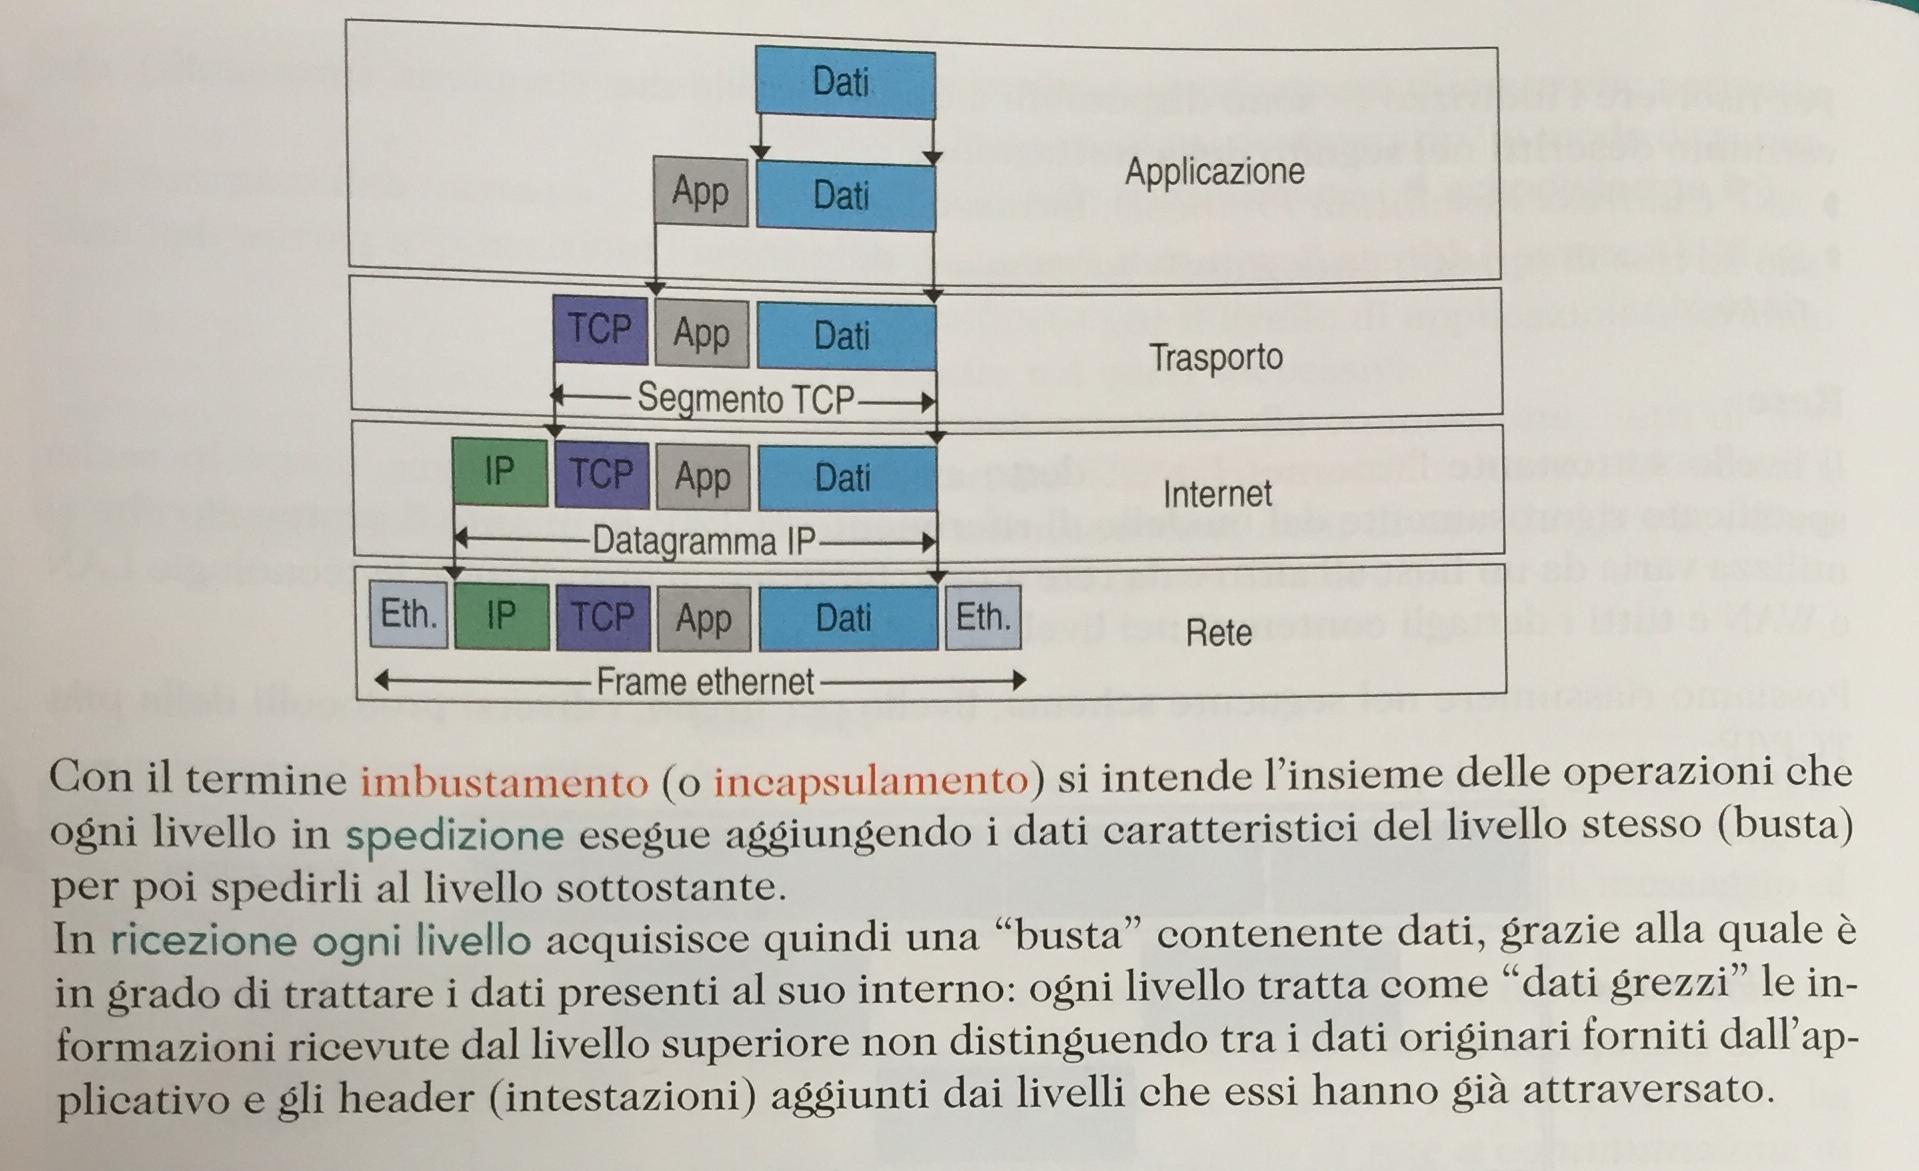 Dati
App Dati
Applicazione
TCP App Dati
Segmento TCP
Trasporto
IP TCP App Dati
Datagramma IP
Internet
Eth. IP TCP App Dati Eth.
Frame ethernet
Rete
Con il termine imbustamento (o incapsulamento) si intende l’insieme delle operazioni che
ogni livello in spedizione esegue aggiungendo i dati caratteristici del livello stesso (busta)
per poi spedirli al livello sottostante.
In ricezione ogni livello acquisisce quindi una “busta” contenente dati, grazie alla quale è
in grado di trattare i dati presenti al suo interno: ogni livello tratta come “dati grezzi” le in-
formazioni ricevute dal livello superiore non distinguendo tra i dati originari forniti dall’ap-
plicativo e gli header (intestazioni) aggiunti dai livelli che essi hanno già attraversato.